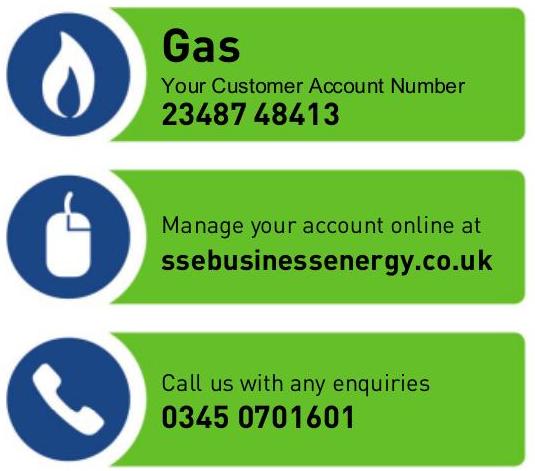 Gas
Your Customer Account Number
23487 48413
Manage your account online at
ssebusinessenergy.co.uk
Call us with any enquiries
0345 0701601